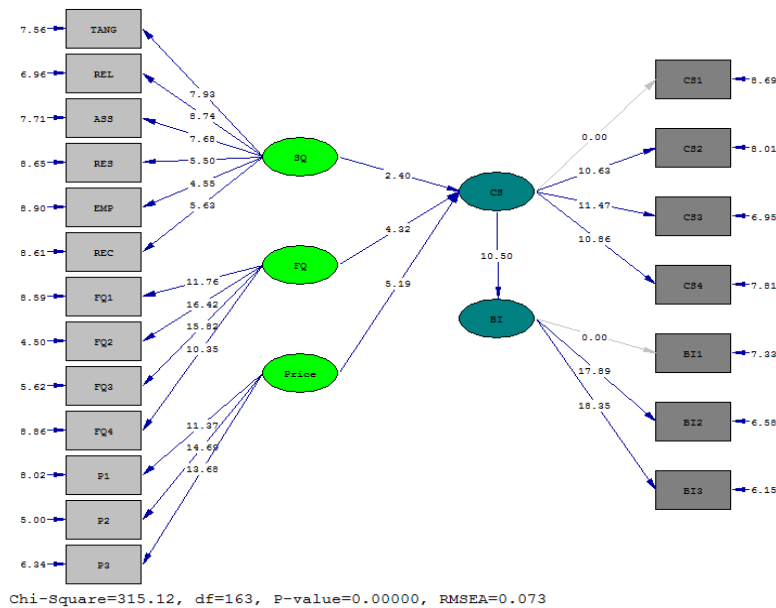 7.56 TANG
6.96 REL
7.71 ASS
8.65 RES
8.90 EMP
8.61 REC
8.59 FQ1
4.50 FQ2
5.62 FQ3
8.86 FQ4
8.02 P1
5.00 P2
6.34 P3
7.93
8.74
7.68
5.50
4.55
5.63
11.76
16.42
15.82
10.35
11.37
14.69
13.68
SQ
FQ
Price
2.40
4.32
5.19
CS
10.50
BI
0.00
10.63
11.47
10.86
0.00
17.89
18.35
CS1 8.69
CS2 8.01
CS3 6.95
CS4 7.81
BI1 7.33
BI2 6.58
BI3 6.15
Chi-Square=315.12, df=163, P-value=0.00000, RMSEA=0.073